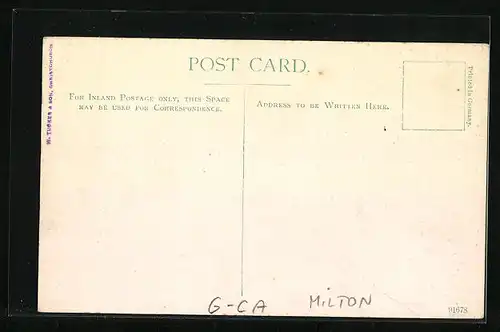 POST CARD.
FOR INLAND POSTAGE ONLY, THIS SPACE
MAY BE USED FOR CORRESPONDENCE.
ADDRESS TO BE WRITTEN HERE.
Printed in Germany.
W. TUCKER & SON, CHRISTCHURCH.
G-CA MILTON
91678